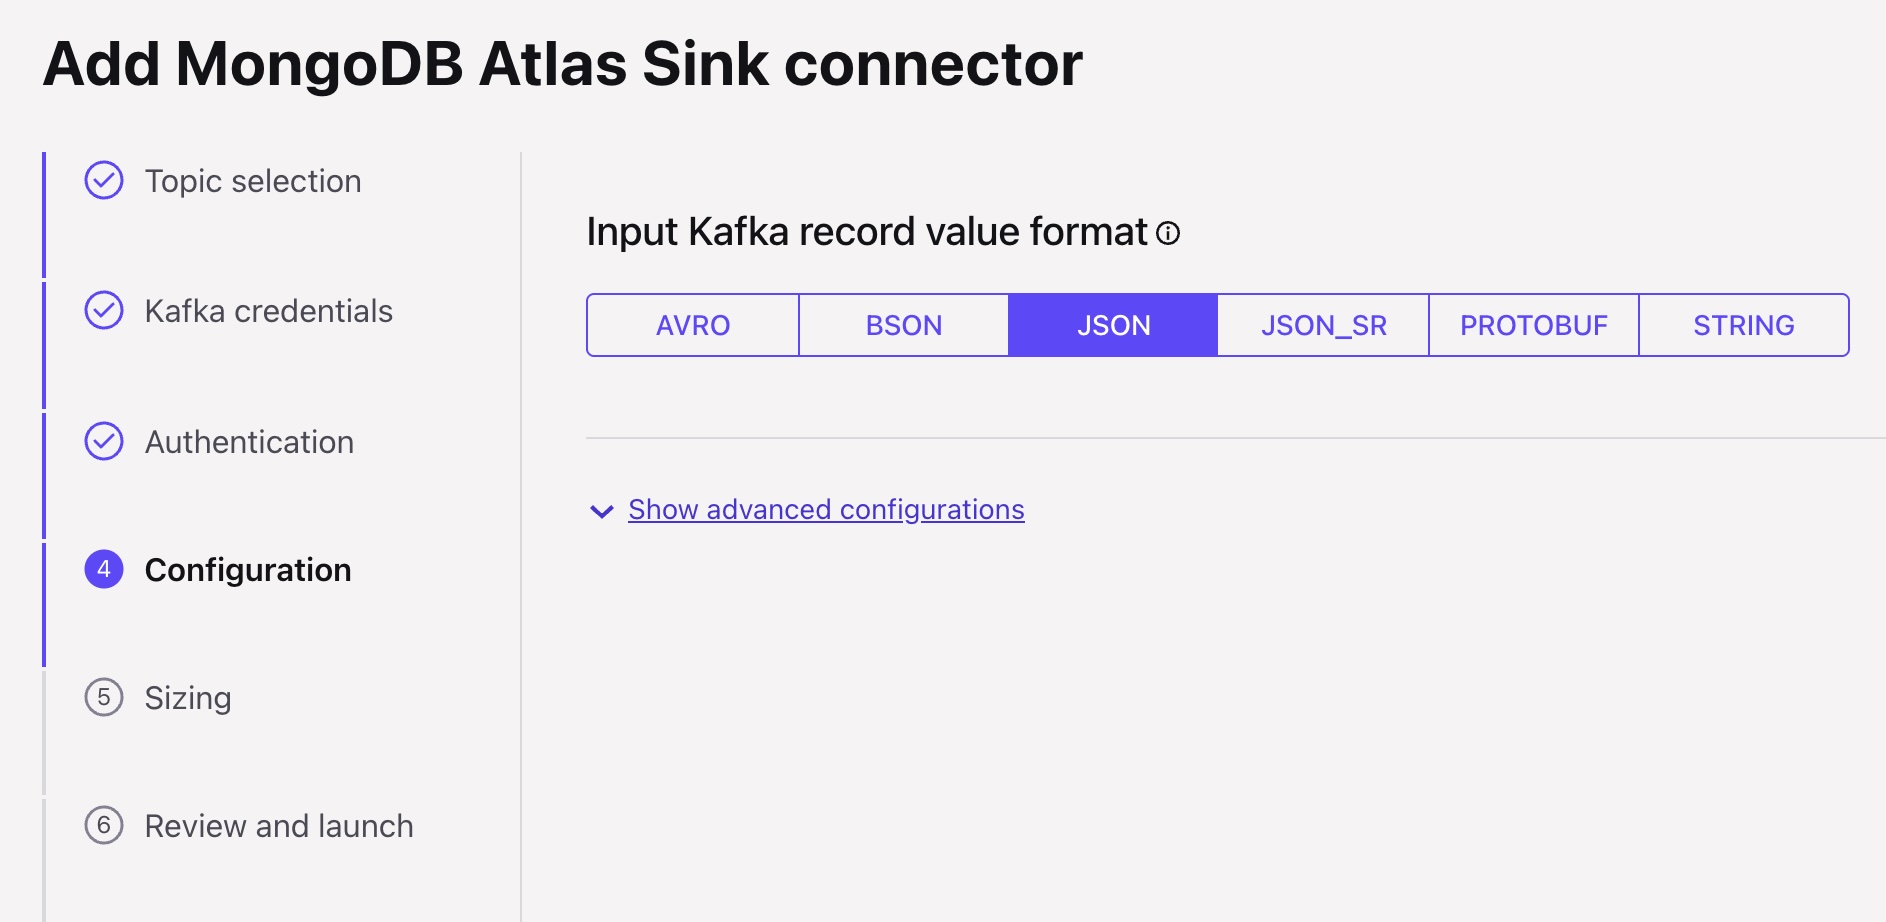 Add MongoDB Atlas Sink connector
Topic selection
Kafka credentials
Authentication
4 Configuration
5 Sizing
6 Review and launch
Input Kafka record value format
AVRO BSON JSON JSON_SR PROTOBUF STRING
Show advanced configurations